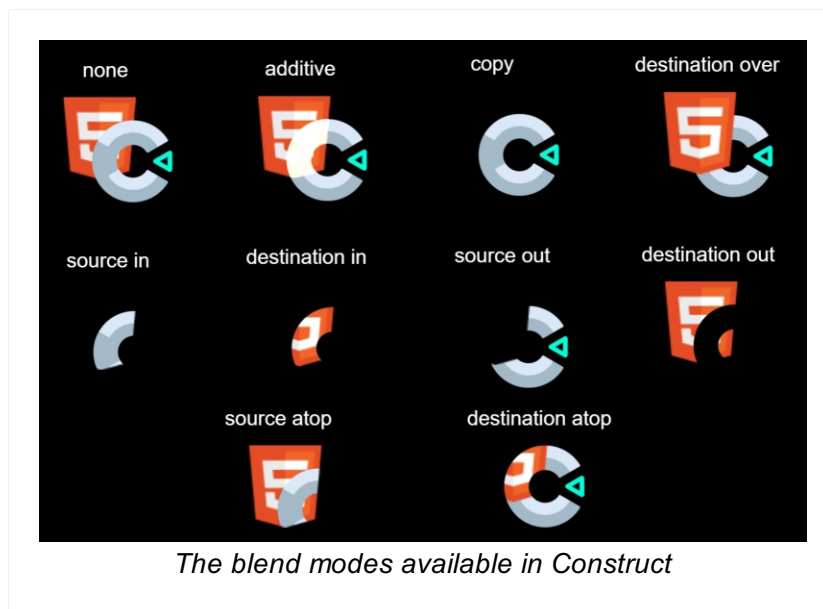 none additive copy destination over
source in destination in source out destination out
source atop destination atop
The blend modes available in Construct